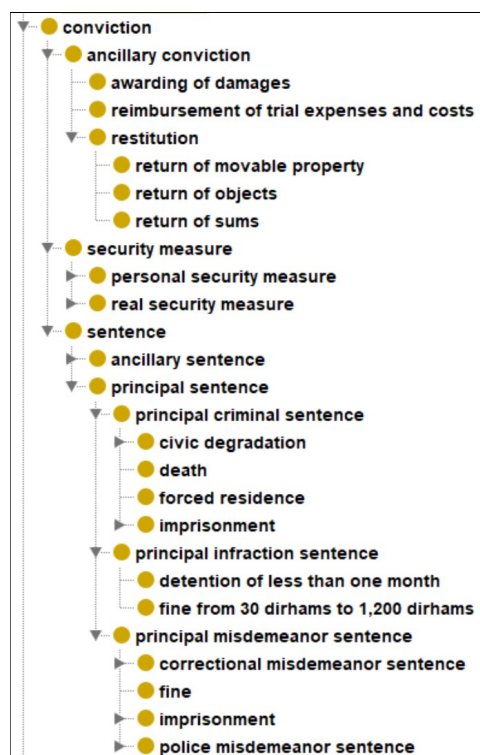 conviction
ancillary conviction
awarding of damages
reimbursement of trial expenses and costs
restitution
return of movable property
return of objects
return of sums
security measure
personal security measure
real security measure
sentence
ancillary sentence
principal sentence
principal criminal sentence
civic degradation
death
forced residence
imprisonment
principal infraction sentence
detention of less than one month
fine from 30 dirhams to 1,200 dirhams
principal misdemeanor sentence
correctional misdemeanor sentence
fine
imprisonment
police misdemeanor sentence